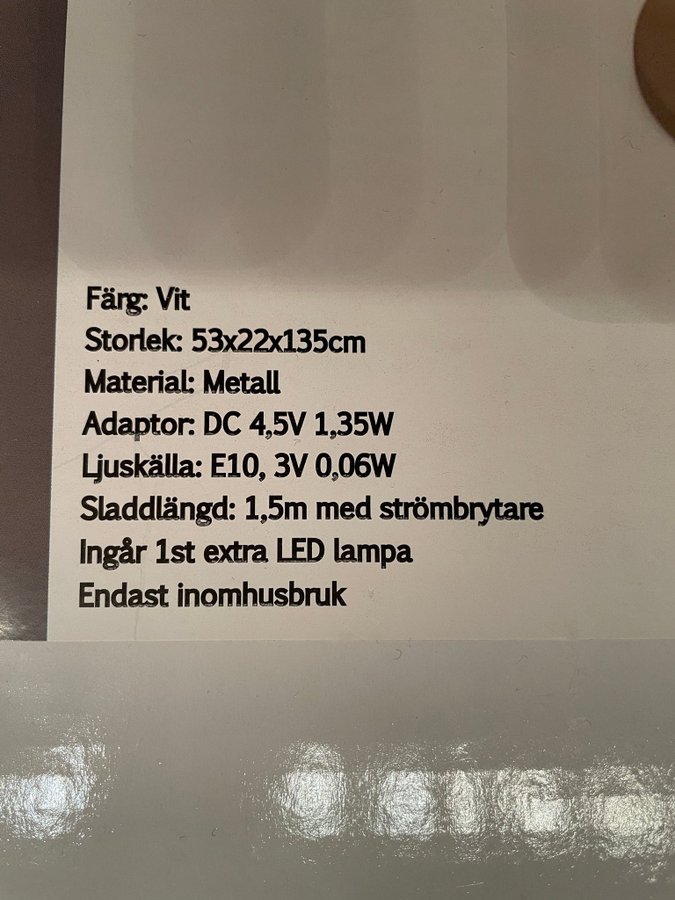 Färg: Vit
Storlek: 53x22x135cm
Material: Metall
Adaptor: DC 4,5V 1,35W
Ljuskälla: E10, 3V 0,06W
Sladdlängd: 1,5m med strömbrytare
Ingår 1st extra LED lampa
Endast inomhusbruk